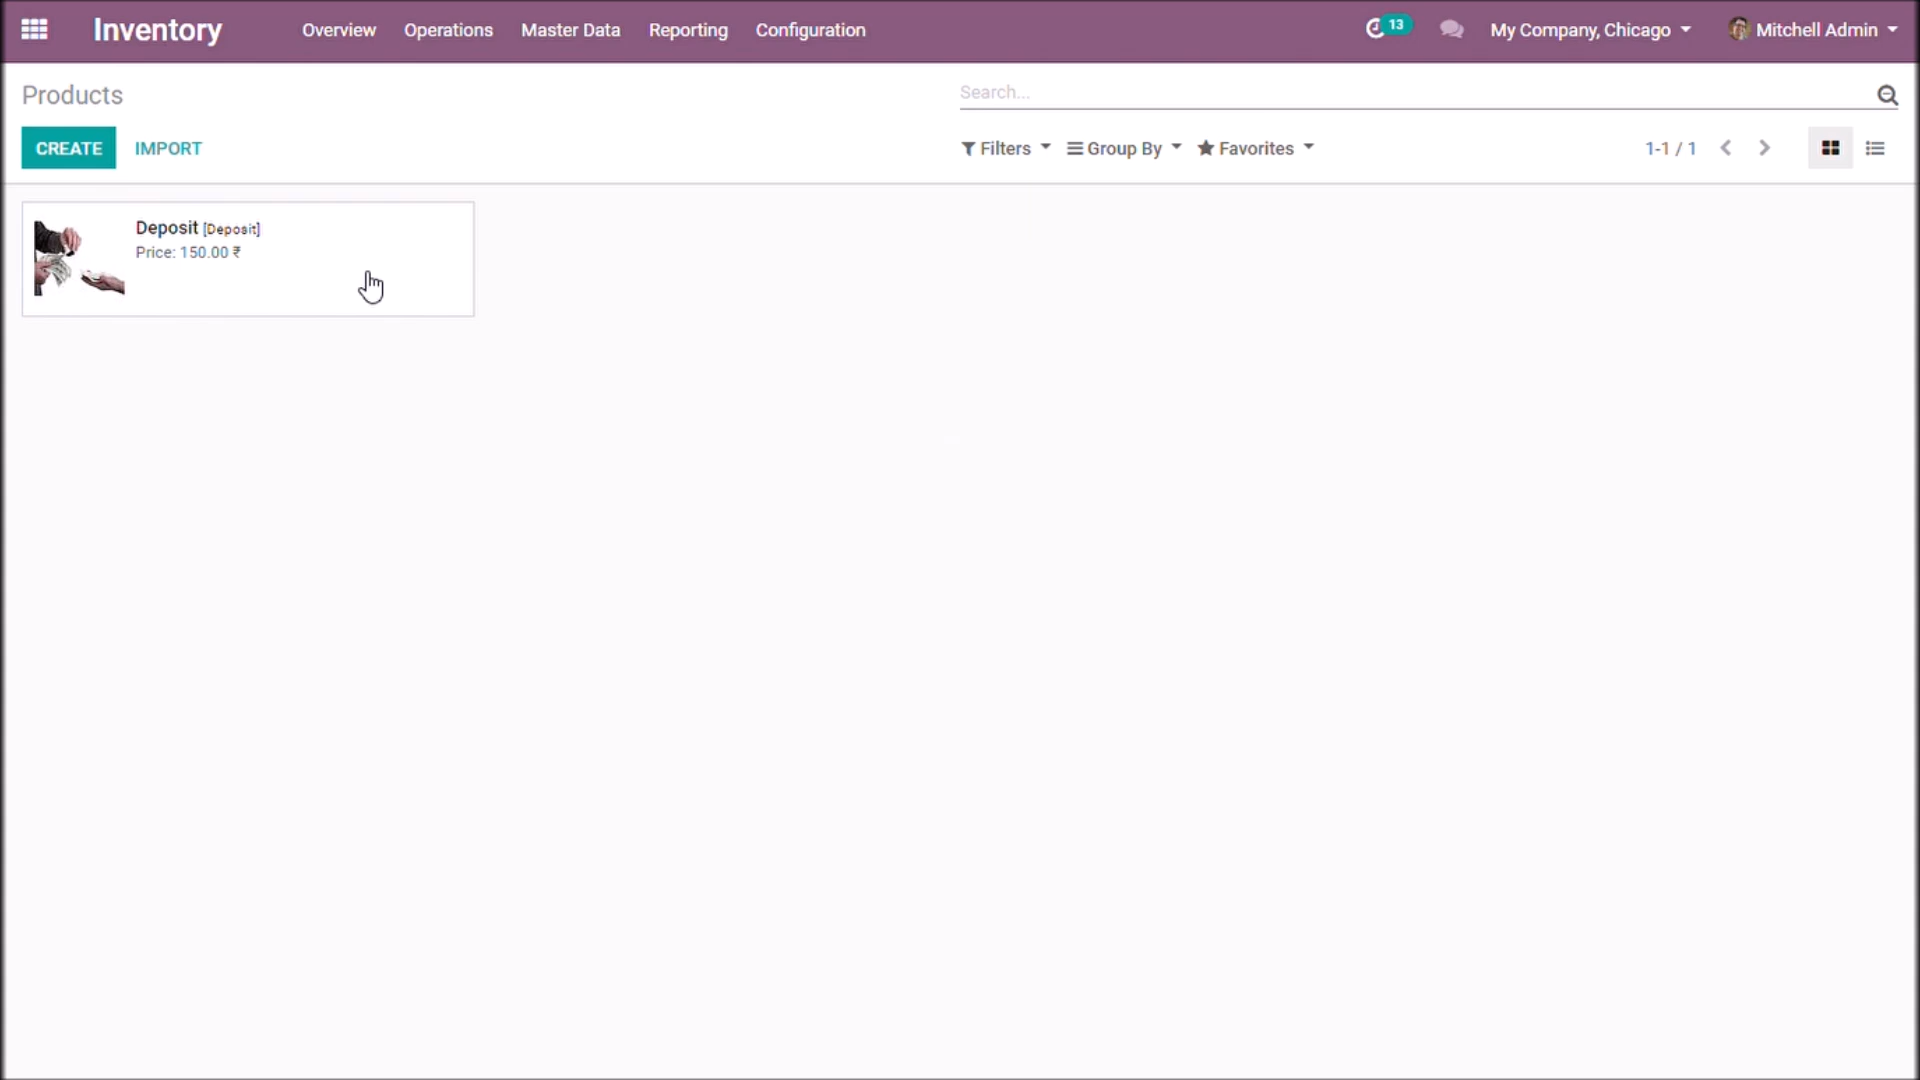 Inventory Overview Operations Master Data Reporting Configuration 13 My Company, Chicago Mitchell Admin
Products Search...
CREATE IMPORT Filters Group By Favorites 1-1 / 1
Deposit [Deposit]
Price: 150.00 ₹